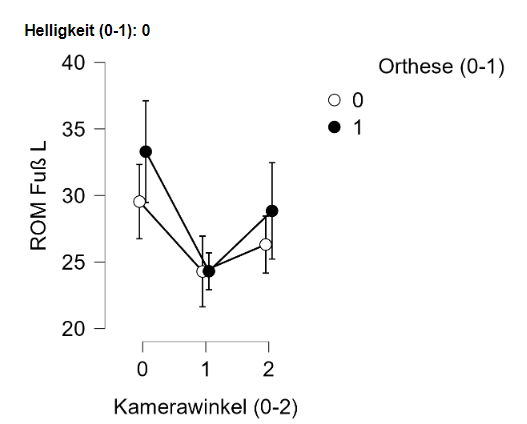 Helligkeit (0-1): 0
Orthese (0-1)
0
1
ROM Fuß L
40
35
30
25
20
0 1 2
Kamerawinkel (0-2)